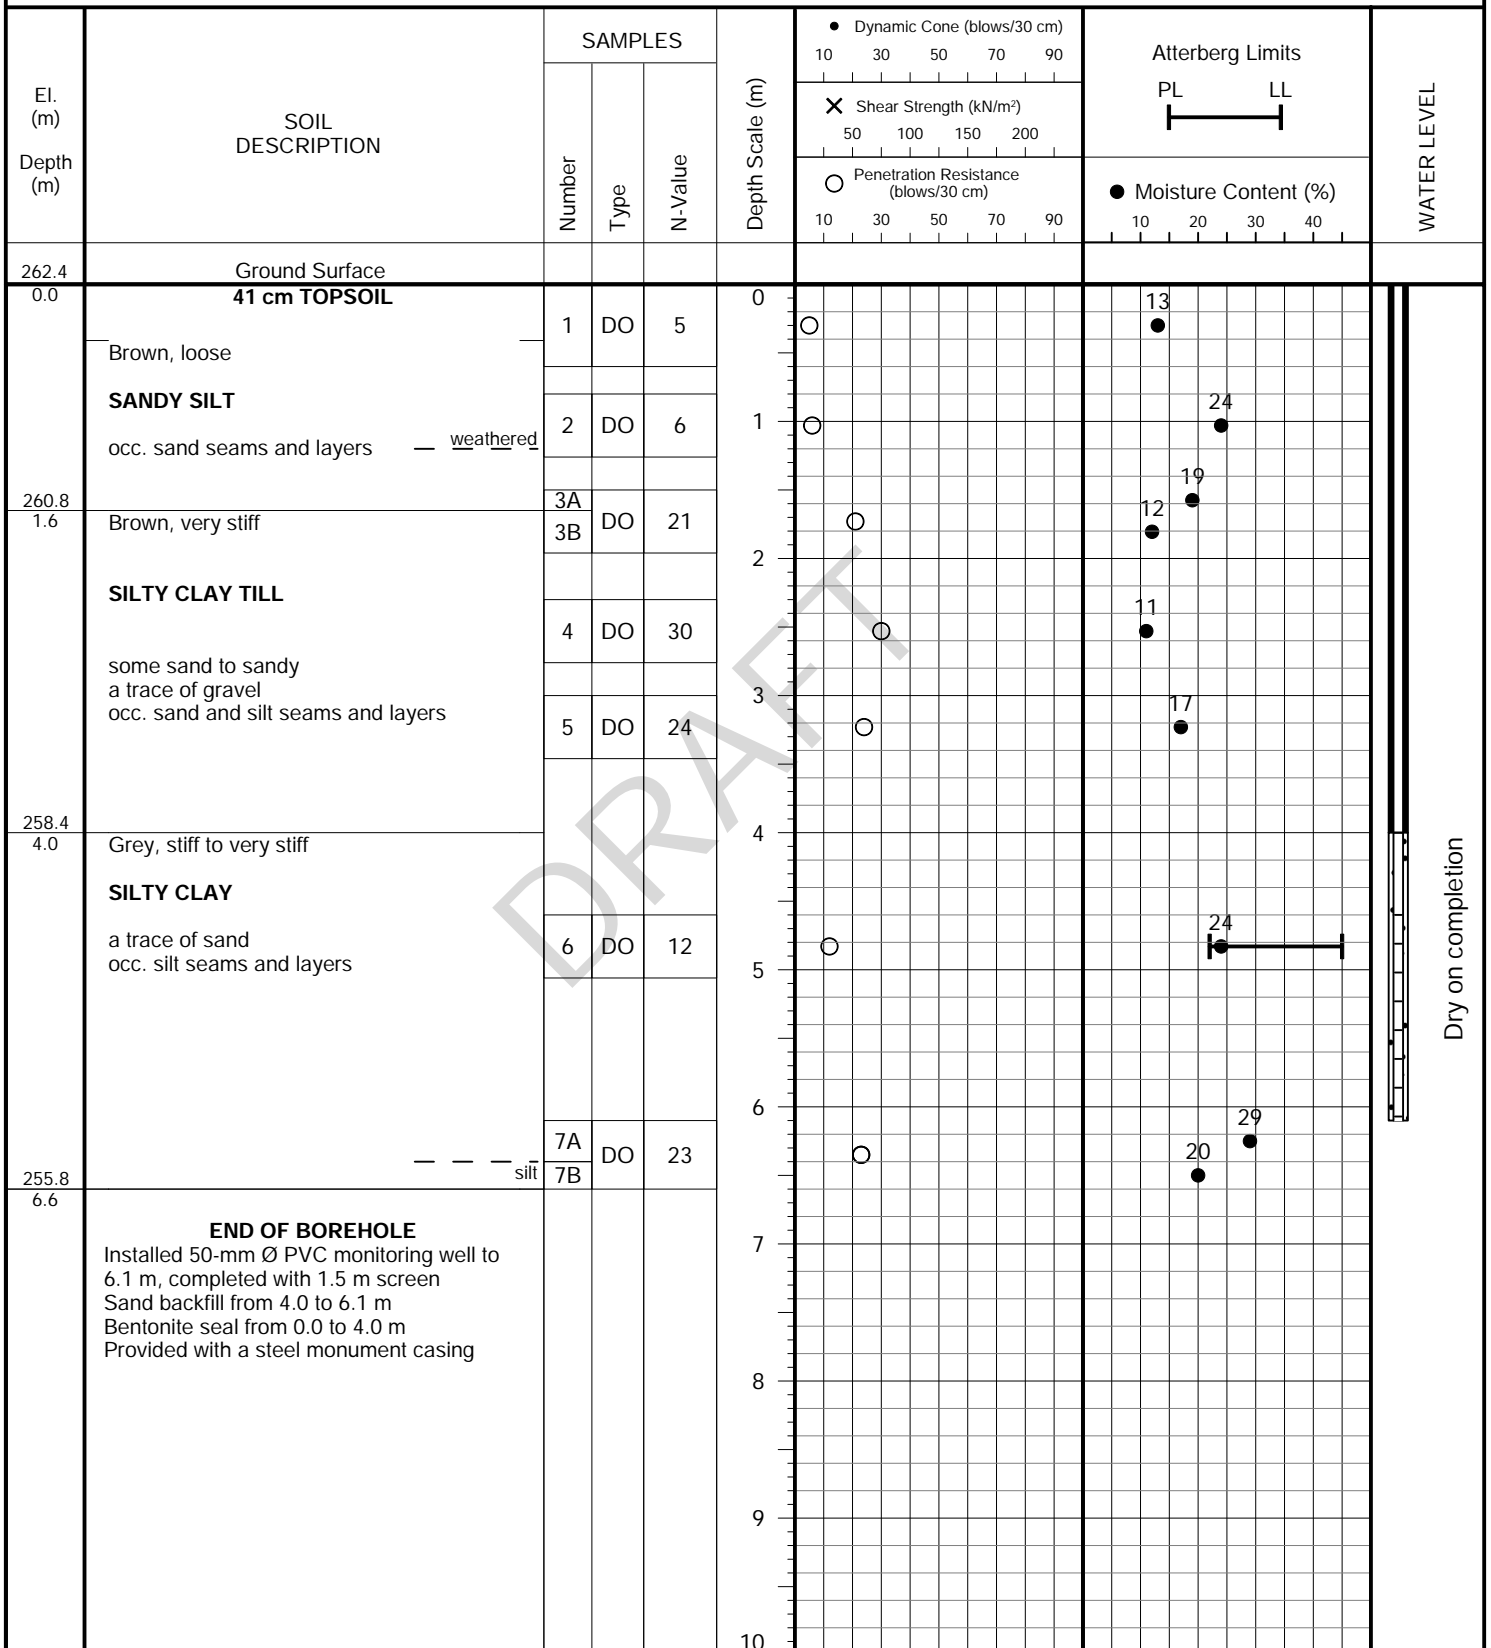 El.
(m)
Depth
(m)
SOIL
DESCRIPTION
SAMPLES
Number
Type
N-Value
Depth Scale (m)
Dynamic Cone (blows/30 cm)
10 30 50 70 90
Shear Strength (kN/m²)
50 100 150 200
Penetration Resistance
(blows/30 cm)
10 30 50 70 90
Atterberg Limits
PL LL
Moisture Content (%)
10 20 30 40
WATER LEVEL
262.4 Ground Surface
0.0 41 cm TOPSOIL 0
13
1 DO 5
Brown, loose
SANDY SILT
24
2 DO 6 1
occ. sand seams and layers weathered
19
260.8 3A
12
1.6 Brown, very stiff DO 21
3B
2
SILTY CLAY TILL
11
4 DO 30
some sand to sandy
a trace of gravel 3
occ. sand and silt seams and layers 17
5 DO 24
258.4
4.0 Grey, stiff to very stiff 4
SILTY CLAY
24
a trace of sand 6 DO 12
occ. silt seams and layers 5
Dry on completion
6
29
7A
20
DO 23
silt 7B
255.8
6.6
END OF BOREHOLE
Installed 50-mm Ø PVC monitoring well to 7
6.1 m, completed with 1.5 m screen
Sand backfill from 4.0 to 6.1 m
Bentonite seal from 0.0 to 4.0 m
Provided with a steel monument casing
8
9
10
DRAFT